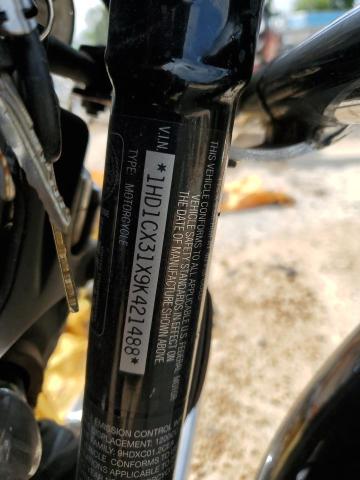 THIS VEHICLE CONFORMS TO ALL APPLICABLE U.S. FEDERAL MOTOR
VEHICLE SAFETY STANDARDS IN EFFECT ON
THE DATE OF MANUFACTURE SHOWN ABOVE
V.I.N.
*1HD1CX31X9K421488*
TYPE: MOTORCYCLE
EMISSION CONTROL
DISPLACEMENT: 1200
FAMILY: 9HDXC01.2
CONFORMS TO
APPLICABLE TO